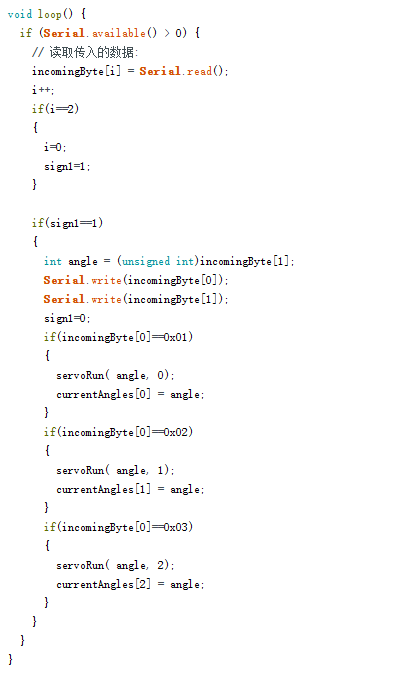 void loop() {
  if (Serial.available() > 0) {
    // 读取传入的数据:
    incomingByte[i] = Serial.read();
    i++;
    if(i==2)
    {
      i=0;
      sign1=1;
    }

    if(sign1==1)
    {
      int angle = (unsigned int)incomingByte[1];
      Serial.write(incomingByte[0]);
      Serial.write(incomingByte[1]);
      sign1=0;
      if(incomingByte[0]==0x01)
      {
        servoRun( angle, 0);
        currentAngles[0] = angle;
      }
      if(incomingByte[0]==0x02)
      {
        servoRun( angle, 1);
        currentAngles[1] = angle;
      }
      if(incomingByte[0]==0x03)
      {
        servoRun( angle, 2);
        currentAngles[2] = angle;
      }
    }
  }
}